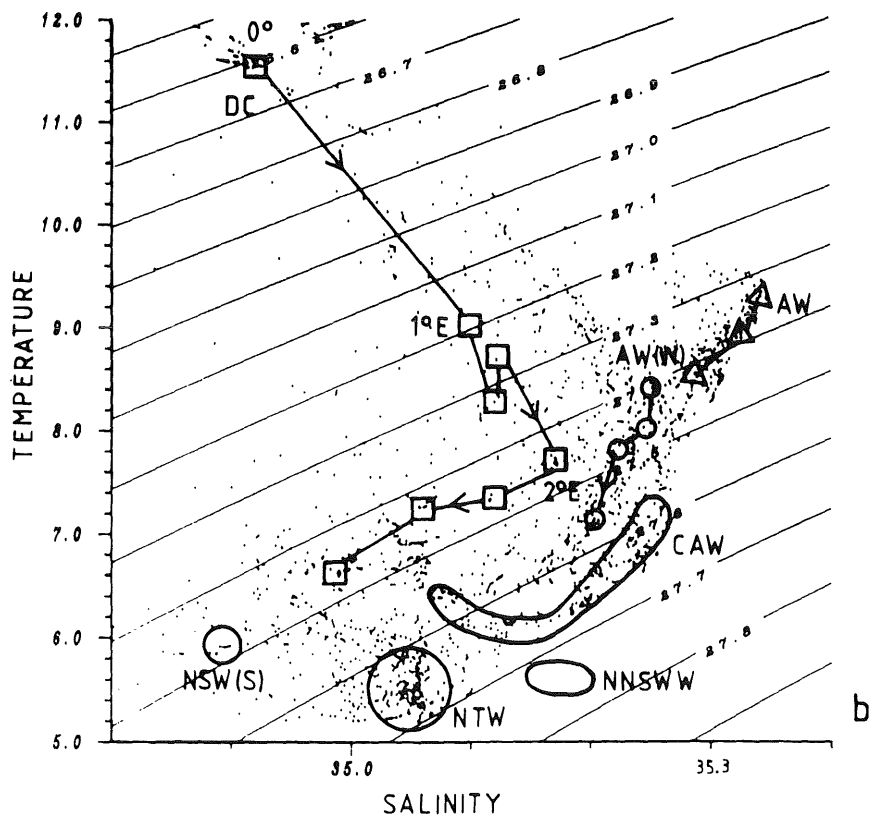 12.0
11.0
10.0
9.0
8.0
7.0
6.0
5.0
TEMPERATURE
0°
DC
26.7
26.8
26.9
27.0
27.1
27.2
27.3
1ºE
AW
AW(W)
2ºE
CAW
27.7
27.8
NSW(S)
NTW
NNSWW
b
35.0
35.3
SALINITY